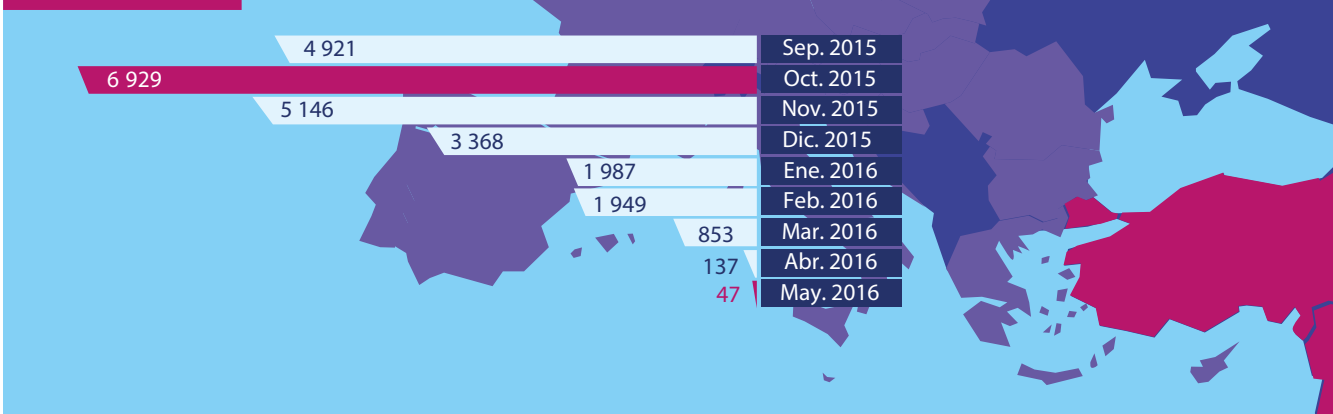 4 921 Sep. 2015
6 929 Oct. 2015
5 146 Nov. 2015
3 368 Dic. 2015
1 987 Ene. 2016
1 949 Feb. 2016
853 Mar. 2016
137 Abr. 2016
47 May. 2016